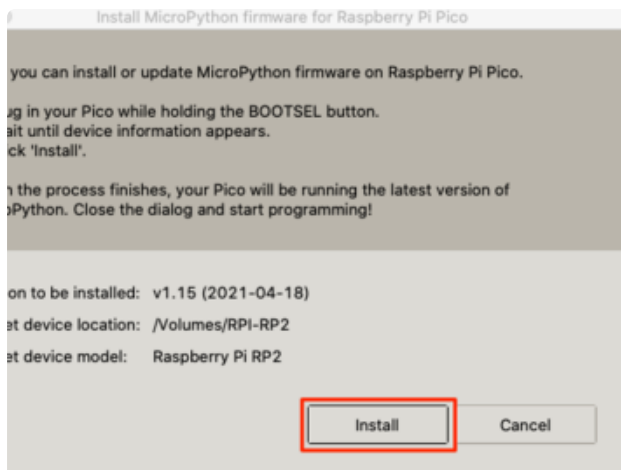 Install MicroPython firmware for Raspberry Pi Pico
you can install or update MicroPython firmware on Raspberry Pi Pico.
ug in your Pico while holding the BOOTSEL button.
ait until device information appears.
ck 'Install'.
n the process finishes, your Pico will be running the latest version of
oPython. Close the dialog and start programming!
on to be installed: v1.15 (2021-04-18)
et device location: /Volumes/RPI-RP2
et device model: Raspberry Pi RP2
Install Cancel